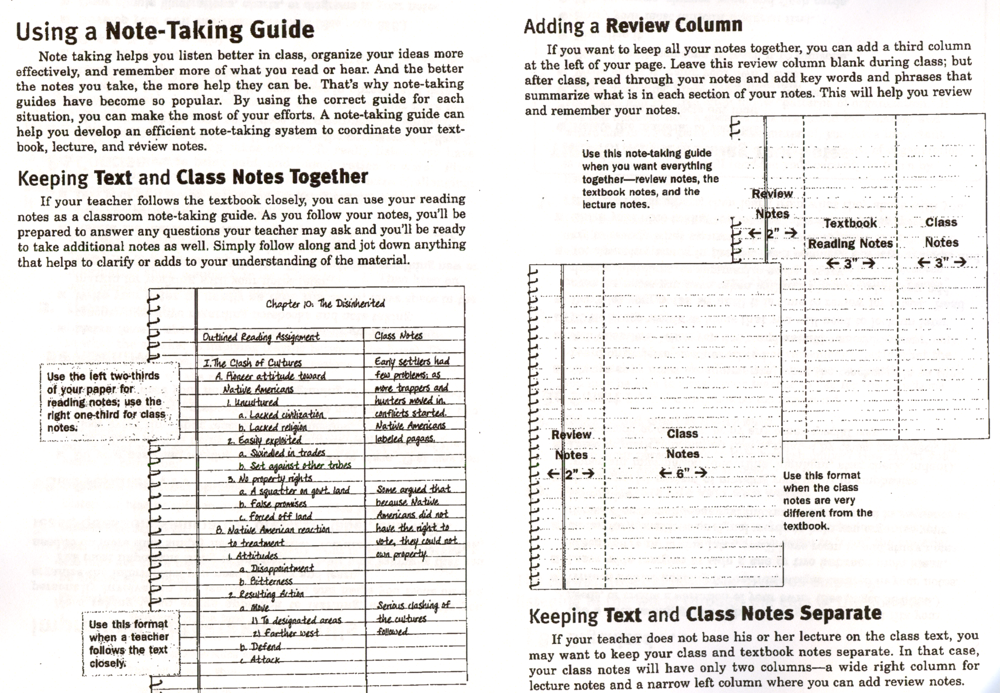 Using a Note-Taking Guide
Note taking helps you listen better in class, organize your ideas more
effectively, and remember more of what you read or hear. And the better
the notes you take, the more help they can be. That's why note-taking
guides have become so popular. By using the correct guide for each
situation, you can make the most of your efforts. A note-taking guide can
help you develop an efficient note-taking system to coordinate your text-
book, lecture, and review notes.
Keeping Text and Class Notes Together
If your teacher follows the textbook closely, you can use your reading
notes as a classroom note-taking guide. As you follow your notes, you'll be
prepared to answer any questions your teacher may ask and you'll be ready
to take additional notes as well. Simply follow along and jot down anything
that helps to clarify or adds to your understanding of the material.
Chapter 10: The Disinherited
Outlined Reading Assignment
I. The Clash of Cultures
A. Pioneer attitude toward
Native Americans
1. Uncultured
a. Lacked civilization
b. Lacked religion
2. Easily exploited
a. Swindled in trades
b. Set against other tribes
3. No property rights
a. A squatter on govt land
b. False promises
c. Forced off land
B. Native American reaction
to treatment
1. Attitudes
a. Disappointment
b. Bitterness
2. Resulting Action
a. Move
1) To designated areas
2) Farther west
b. Defend
c. Attack
Class Notes
Early settlers had
few problems; as
more trappers and
hunters moved in,
conflicts started.
Native Americans
labeled pagans.
Some argued that
because Native
Americans did not
have the right to
vote, they could not
own property.
Serious clashing of
the cultures
followed
Use the left two-thirds
of your paper for
reading notes; use the
right one-third for class
notes.
Use this format
when a teacher
follows the text
closely.
Adding a Review Column
If you want to keep all your notes together, you can add a third column
at the left of your page. Leave this review column blank during class; but
after class, read through your notes and add key words and phrases that
summarize what is in each section of your notes. This will help you review
and remember your notes.
Use this note-taking guide
when you want everything
together—review notes, the
textbook notes, and the
lecture notes.
Review
Notes
← 2" →
Textbook
Reading Notes
← 3" →
Class
Notes
← 3" →
Review
Notes
← 2" →
Class
Notes
← 6" →
Use this format
when the class
notes are very
different from the
textbook.
Keeping Text and Class Notes Separate
If your teacher does not base his or her lecture on the class text, you
may want to keep your class and textbook notes separate. In that case,
your class notes will have only two columns—a wide right column for
lecture notes and a narrow left column where you can add review notes.